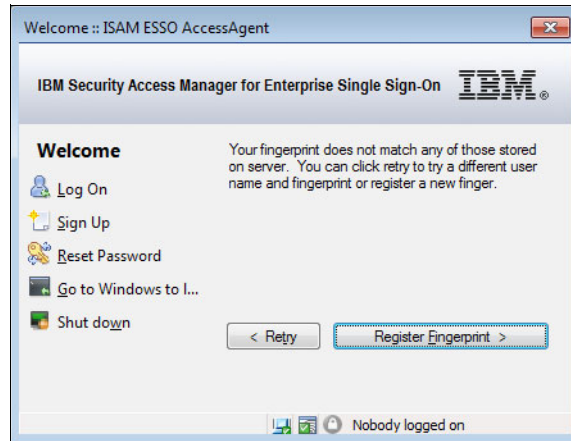 Welcome :: ISAM ESSO AccessAgent
IBM Security Access Manager for Enterprise Single Sign-On IBM®
Welcome
Log On
Sign Up
Reset Password
Go to Windows to l...
Shut down
Your fingerprint does not match any of those stored
on server. You can click retry to try a different user
name and fingerprint or register a new finger.
< Retry
Register Fingerprint >
Nobody logged on